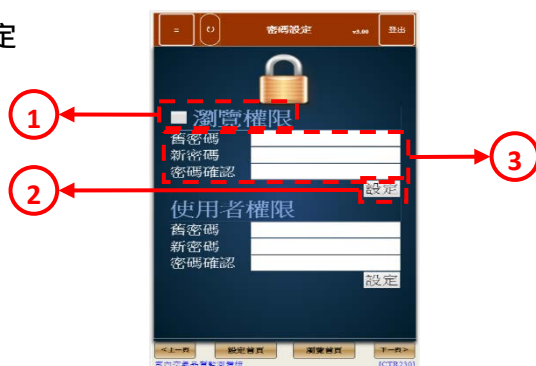 定
=
密碼設定
v3.00
登出
瀏覽權限
舊密碼
新密碼
密碼確認
設定
使用者權限
舊密碼
新密碼
密碼確認
設定
<上一頁
設定首頁
瀏覽首頁
下一頁>
[CTB230]
1
2
3